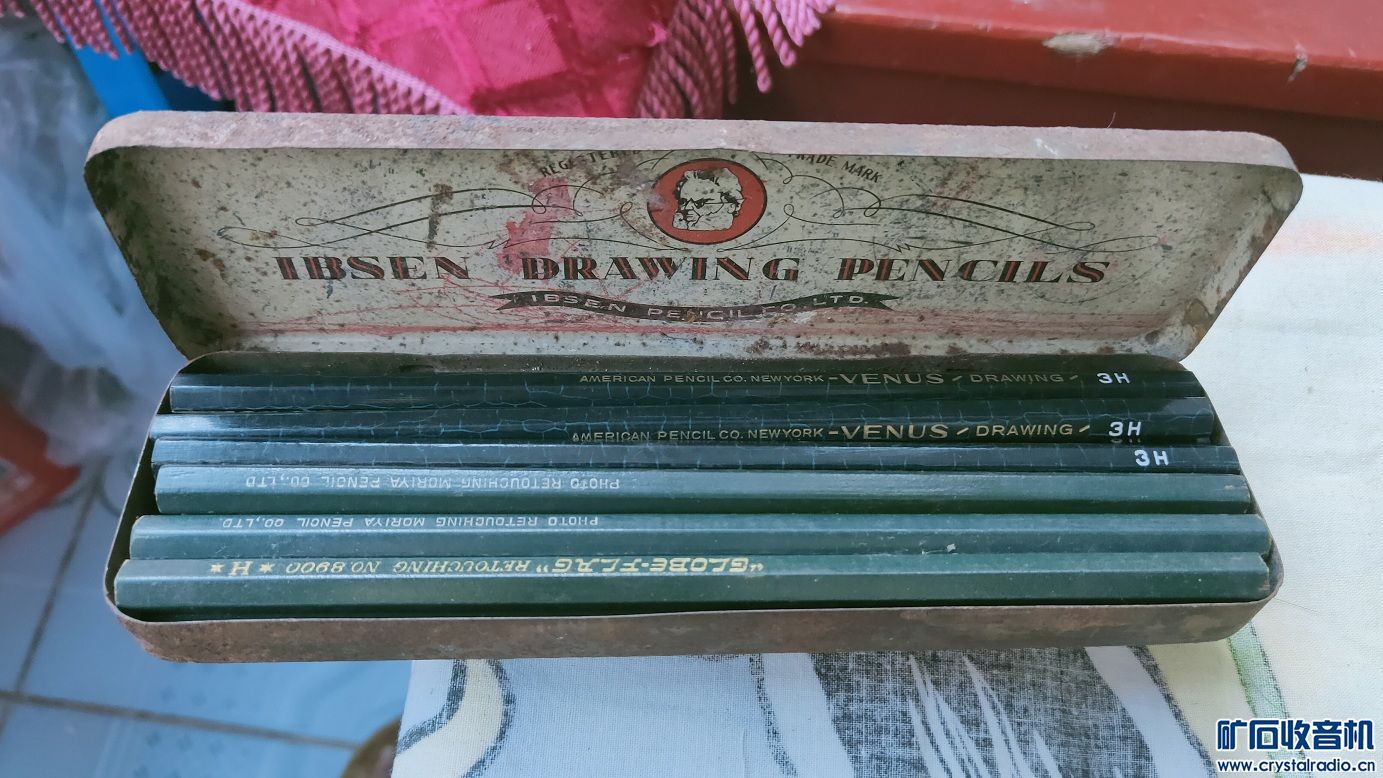 REGISTERED TRADE MARK
IBSEN DRAWING PENCILS
IBSEN PENCIL CO. LTD.
AMERICAN PENCIL CO. NEW YORK -VENUS- DRAWING- 3H
AMERICAN PENCIL CO. NEW YORK -VENUS- DRAWING- 3H
3H
PHOTO RETOUCHING MORIYA PENCIL CO.,LTD
PHOTO RETOUCHING MORIYA PENCIL CO.,LTD.
"GLOBE-FLAG" RETOUCHING NO.8900 ★H★
矿石收音机
www.crystalradio.cn